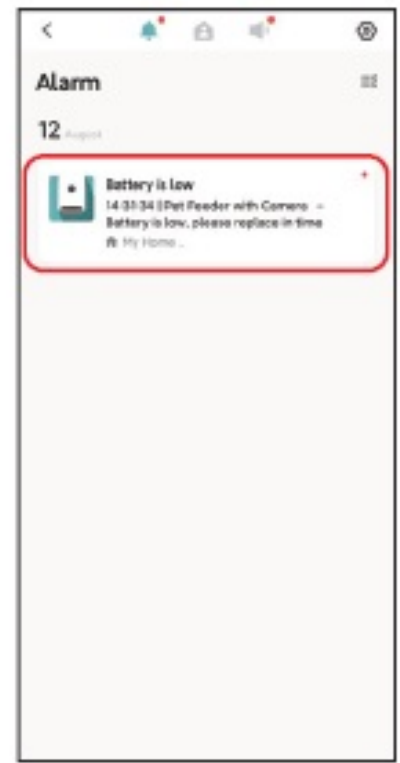 Alarm
12 August
Battery is low
14:31:34 | Pet Feeder with Camera -
Battery is low, please replace in time
My Home ..